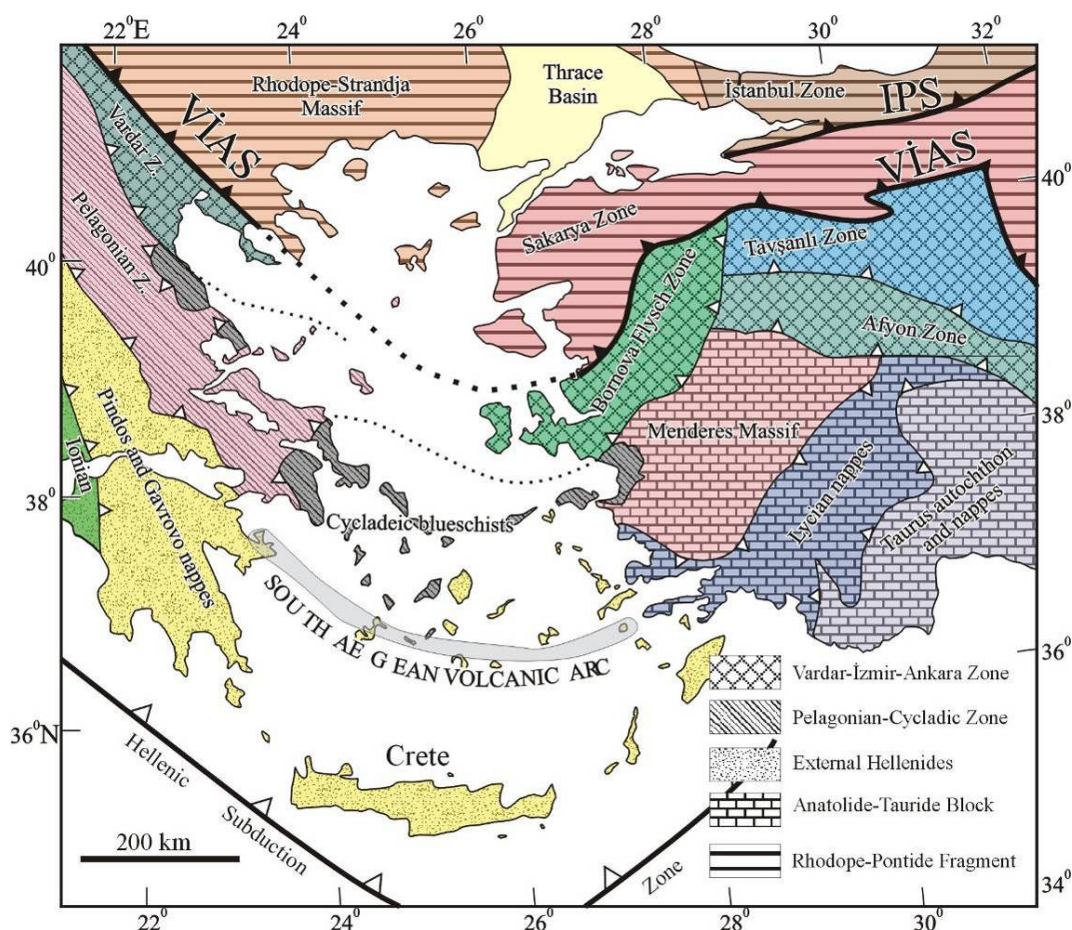 22⁰E
24⁰
26⁰
28⁰
30⁰
32⁰
Rhodope-Strandja
Massif
Thrace
Basin
İstanbul Zone
IPS
VİAS
Vardar Z.
VİAS
40⁰
Sakarya Zone
Pelagonian Z.
Tavşanlı Zone
40⁰
Bornova Flysch Zone
Afyon Zone
38⁰
Menderes Massif
Pindos and Gavrovo nappes
Ionian
Lycian nappes
Taurus autochthon
and nappes
38⁰
Cycladeic blueschists
SOUTH AEGEAN VOLCANIC ARC
36⁰
Vardar-İzmir-Ankara Zone
Pelagonian-Cycladic Zone
36⁰N
External Hellenides
Crete
Hellenic
Subduction
Zone
Anatolide-Tauride Block
200 km
Rhodope-Pontide Fragment
34⁰
22⁰
24⁰
26⁰
28⁰
30⁰